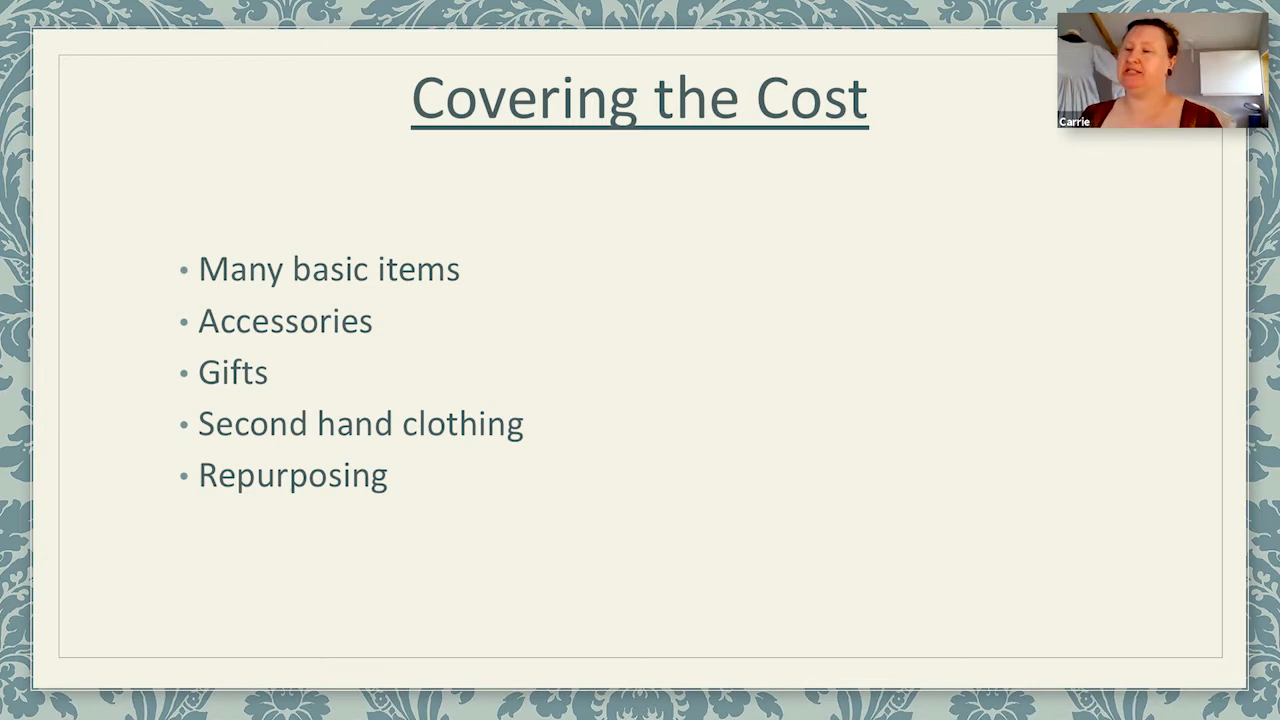 Covering the Cost
Carrie
• Many basic items
• Accessories
• Gifts
• Second hand clothing
• Repurposing